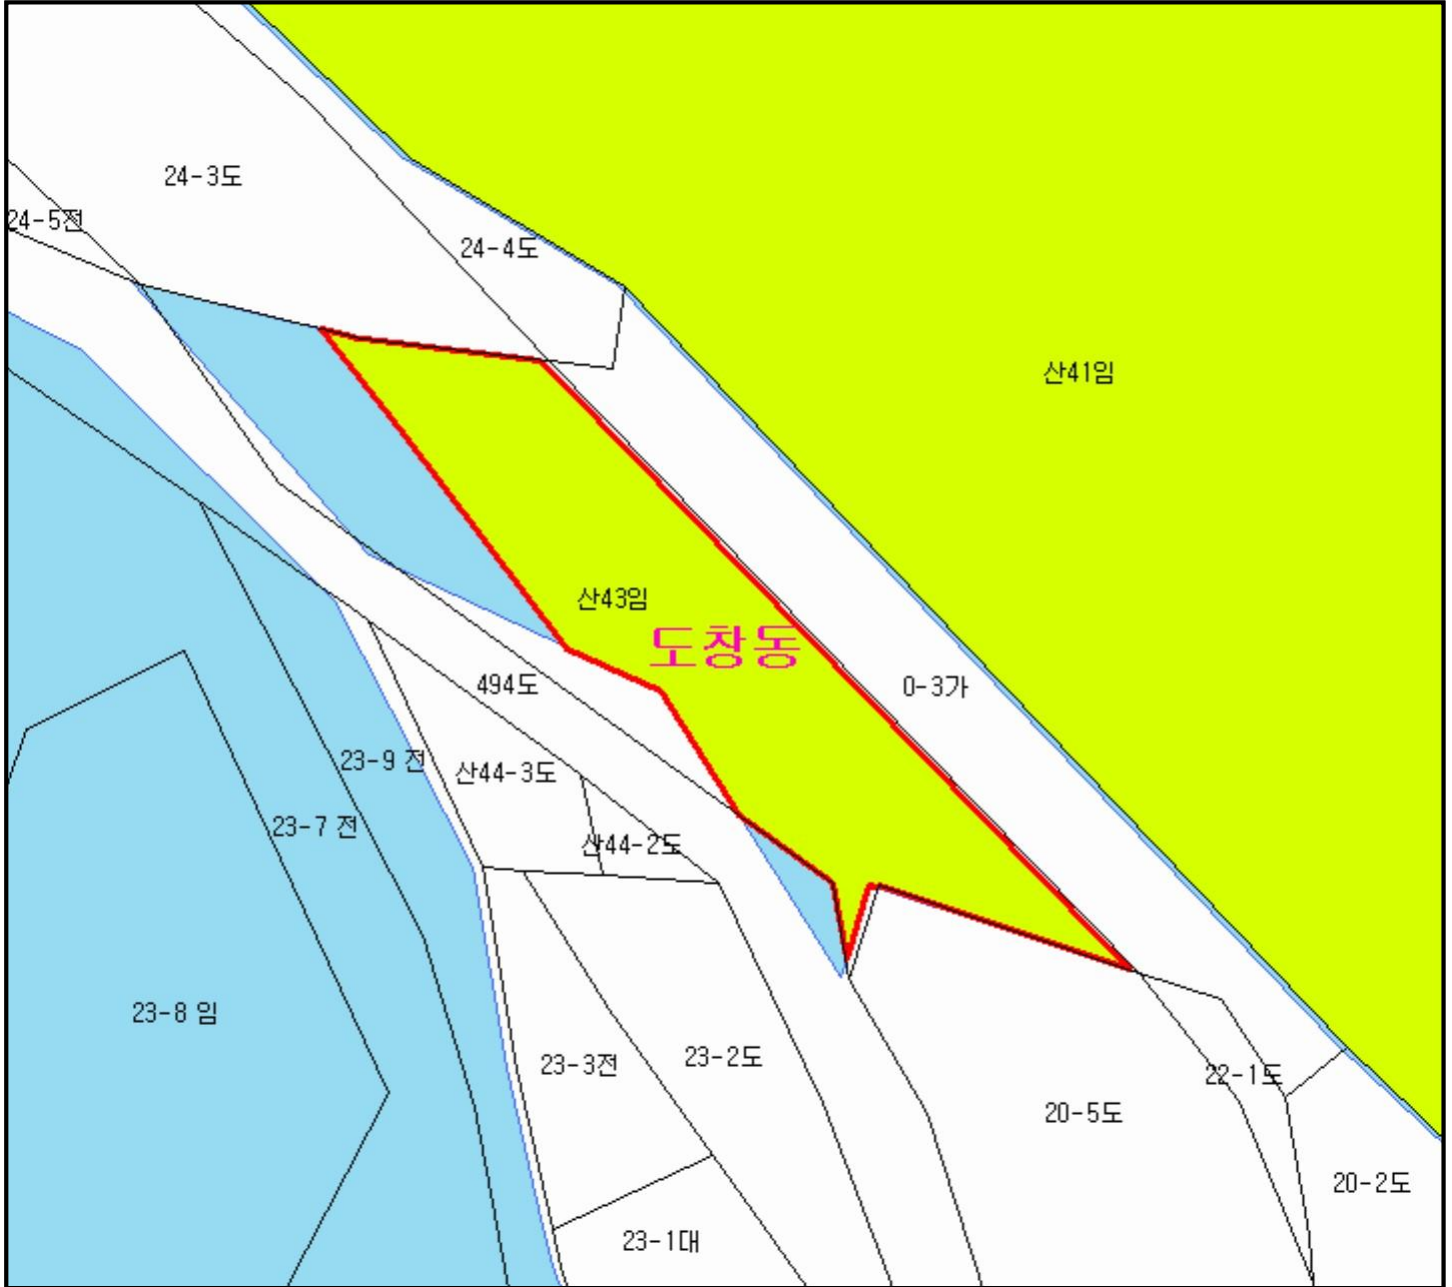 24-3도
24-5전
24-4도
산41임
산43임
도창동
494도
0-3가
23-9 전
산44-3도
23-7 전
산44-2도
23-8 임
23-3전
23-2도
22-1도
20-5도
20-2도
23-1대